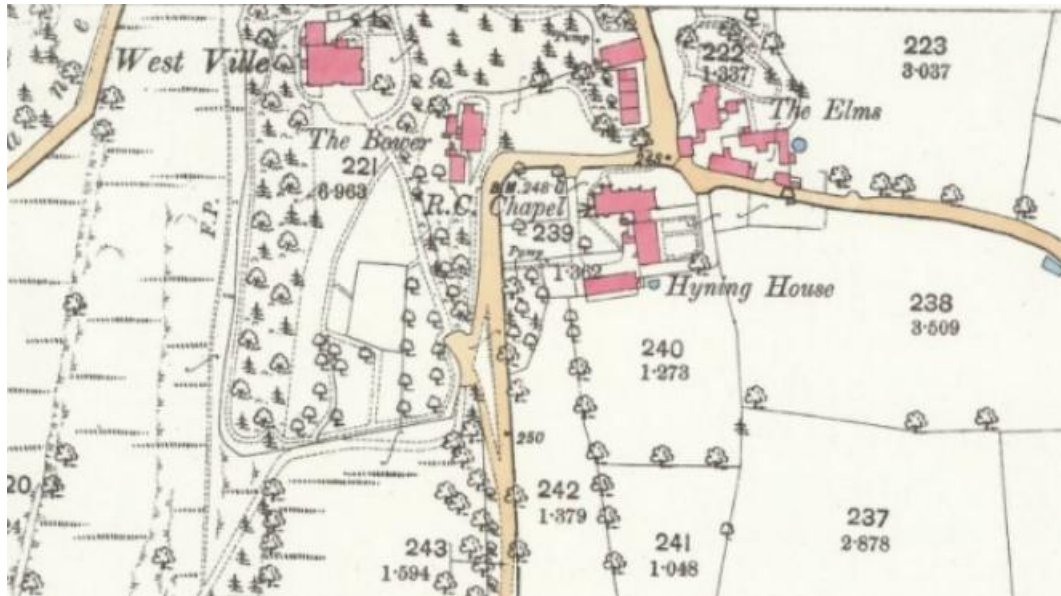 Pump
222
1·337
223
3·037
West Ville
The Elms
The Bower
221
6·963
B.M. 248
R.C. Chapel
F.P.
239
Pump
1·362
Hyning House
238
3·509
240
1·273
250
20
242
1·379
237
2·878
243
1·594
241
1·048